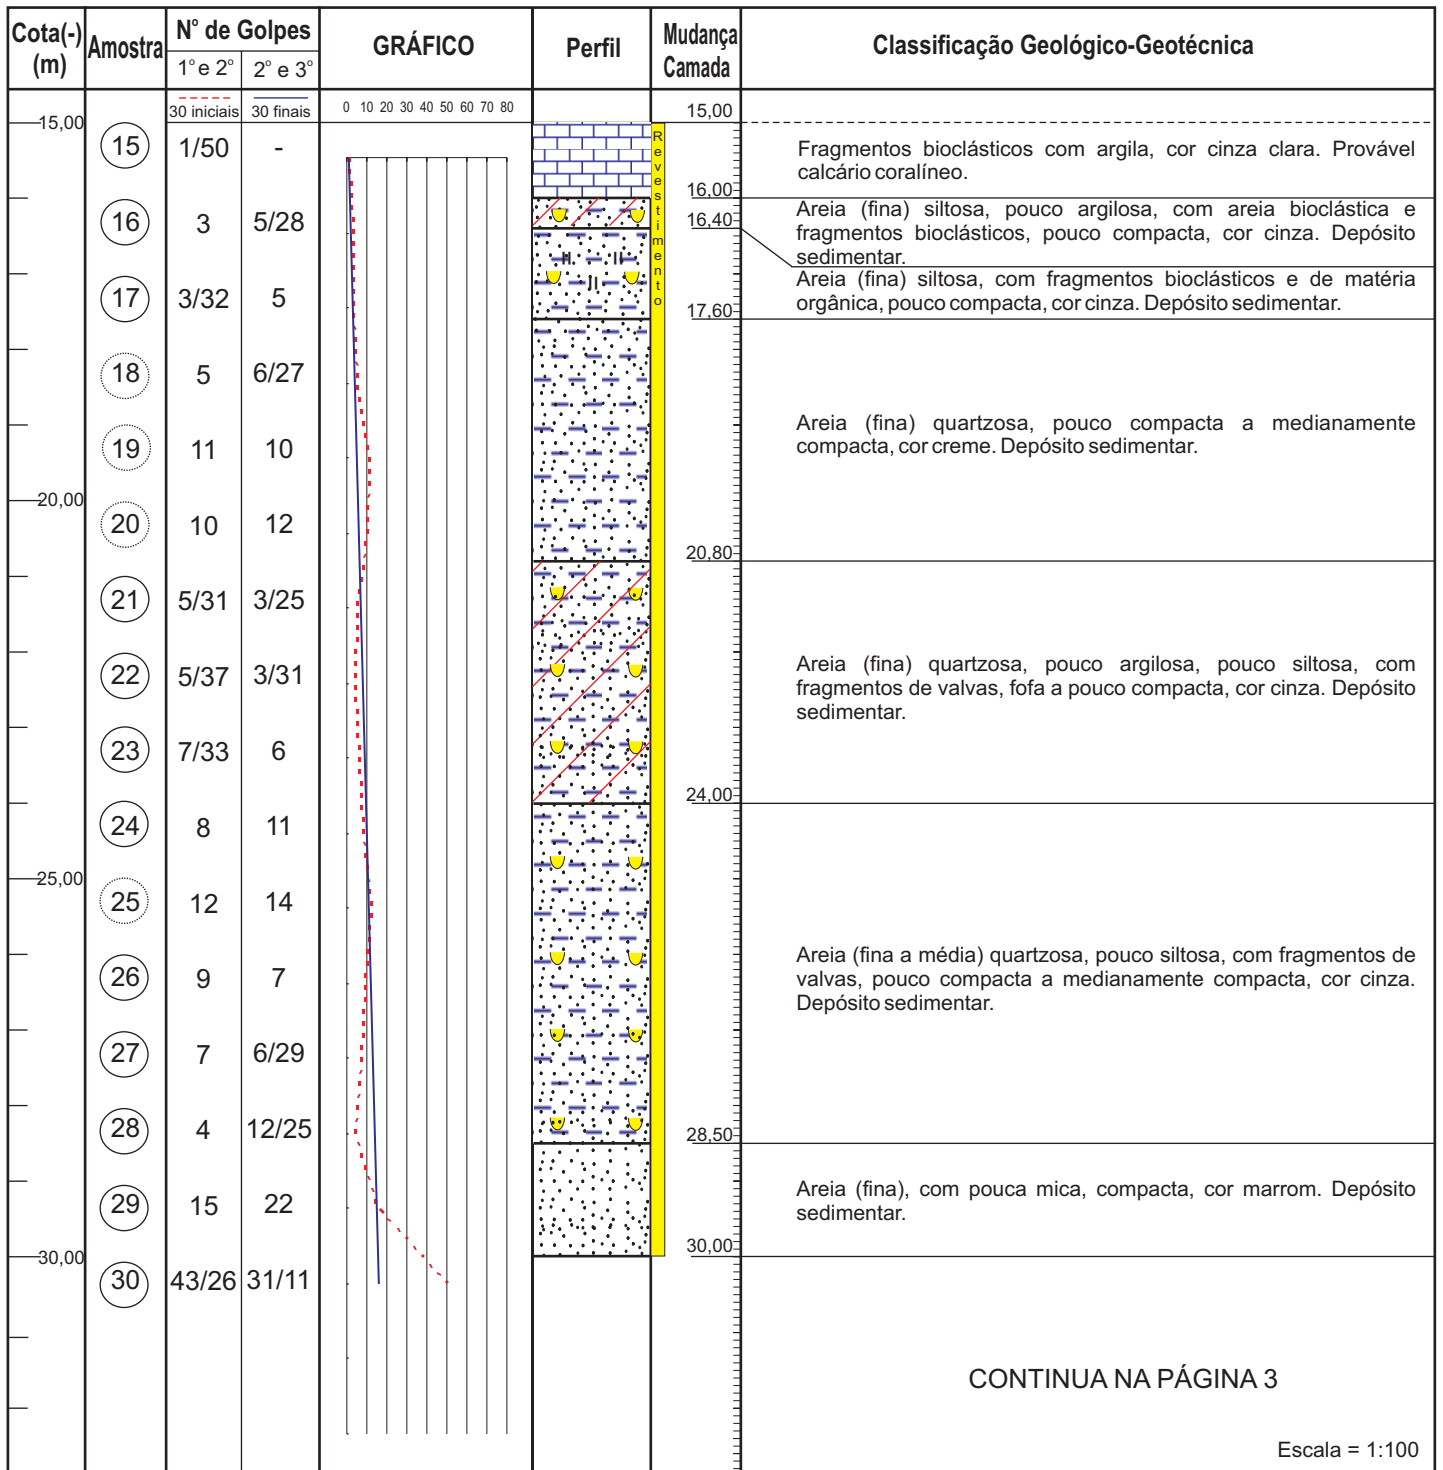 Cota(-) (m) Amostra N° de Golpes GRÁFICO Perfil Mudança Camada Classificação Geológico-Geotécnica
1° e 2° 2° e 3°
30 iniciais 30 finais 0 10 20 30 40 50 60 70 80
15,00 15,00
Revestimento
15 1/50 -
Fragmentos bioclásticos com argila, cor cinza clara. Provável
calcário coralíneo.
16,00
16 3 5/28
16,40
Areia (fina) siltosa, pouco argilosa, com areia bioclástica e
fragmentos bioclásticos, pouco compacta, cor cinza. Depósito
sedimentar.
17 3/32 5
17,60
Areia (fina) siltosa, com fragmentos bioclásticos e de matéria
orgânica, pouco compacta, cor cinza. Depósito sedimentar.
18 5 6/27
19 11 10
Areia (fina) quartzosa, pouco compacta a medianamente
compacta, cor creme. Depósito sedimentar.
20,00
20 10 12
20,80
21 5/31 3/25
22 5/37 3/31
Areia (fina) quartzosa, pouco argilosa, pouco siltosa, com
fragmentos de valvas, fofa a pouco compacta, cor cinza. Depósito
sedimentar.
23 7/33 6
24,00
24 8 11
25,00
25 12 14
26 9 7
Areia (fina a média) quartzosa, pouco siltosa, com fragmentos de
valvas, pouco compacta a medianamente compacta, cor cinza.
Depósito sedimentar.
27 7 6/29
28 4 12/25
28,50
29 15 22
Areia (fina), com pouca mica, compacta, cor marrom. Depósito
sedimentar.
30,00 30,00
30 43/26 31/11
CONTINUA NA PÁGINA 3
Escala = 1:100